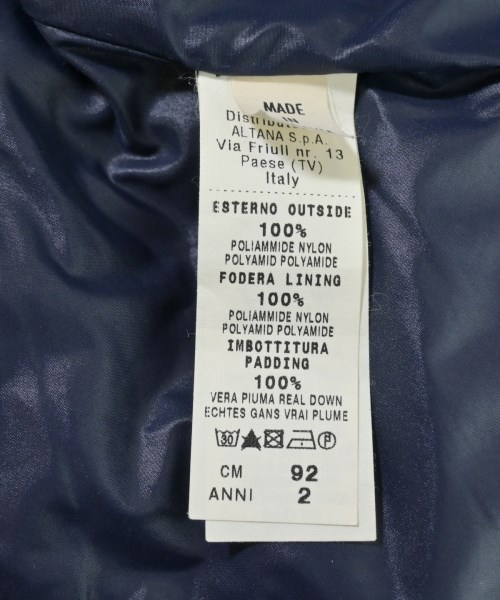 MADE
IN
ALTANA S.p.A.
Via Friuli nr. 13
Paese (TV)
Italy
ESTERNO OUTSIDE
100%
POLIAMMIDE NYLON
POLYAMID POLYAMIDE
FODERA LINING
100%
POLIAMMIDE NYLON
POLYAMID POLYAMIDE
IMBOTTITURA
PADDING
100%
VERA PIUMA REAL DOWN
ECHTES GANS VRAI PLUME
30 P
CM 92
ANNI 2